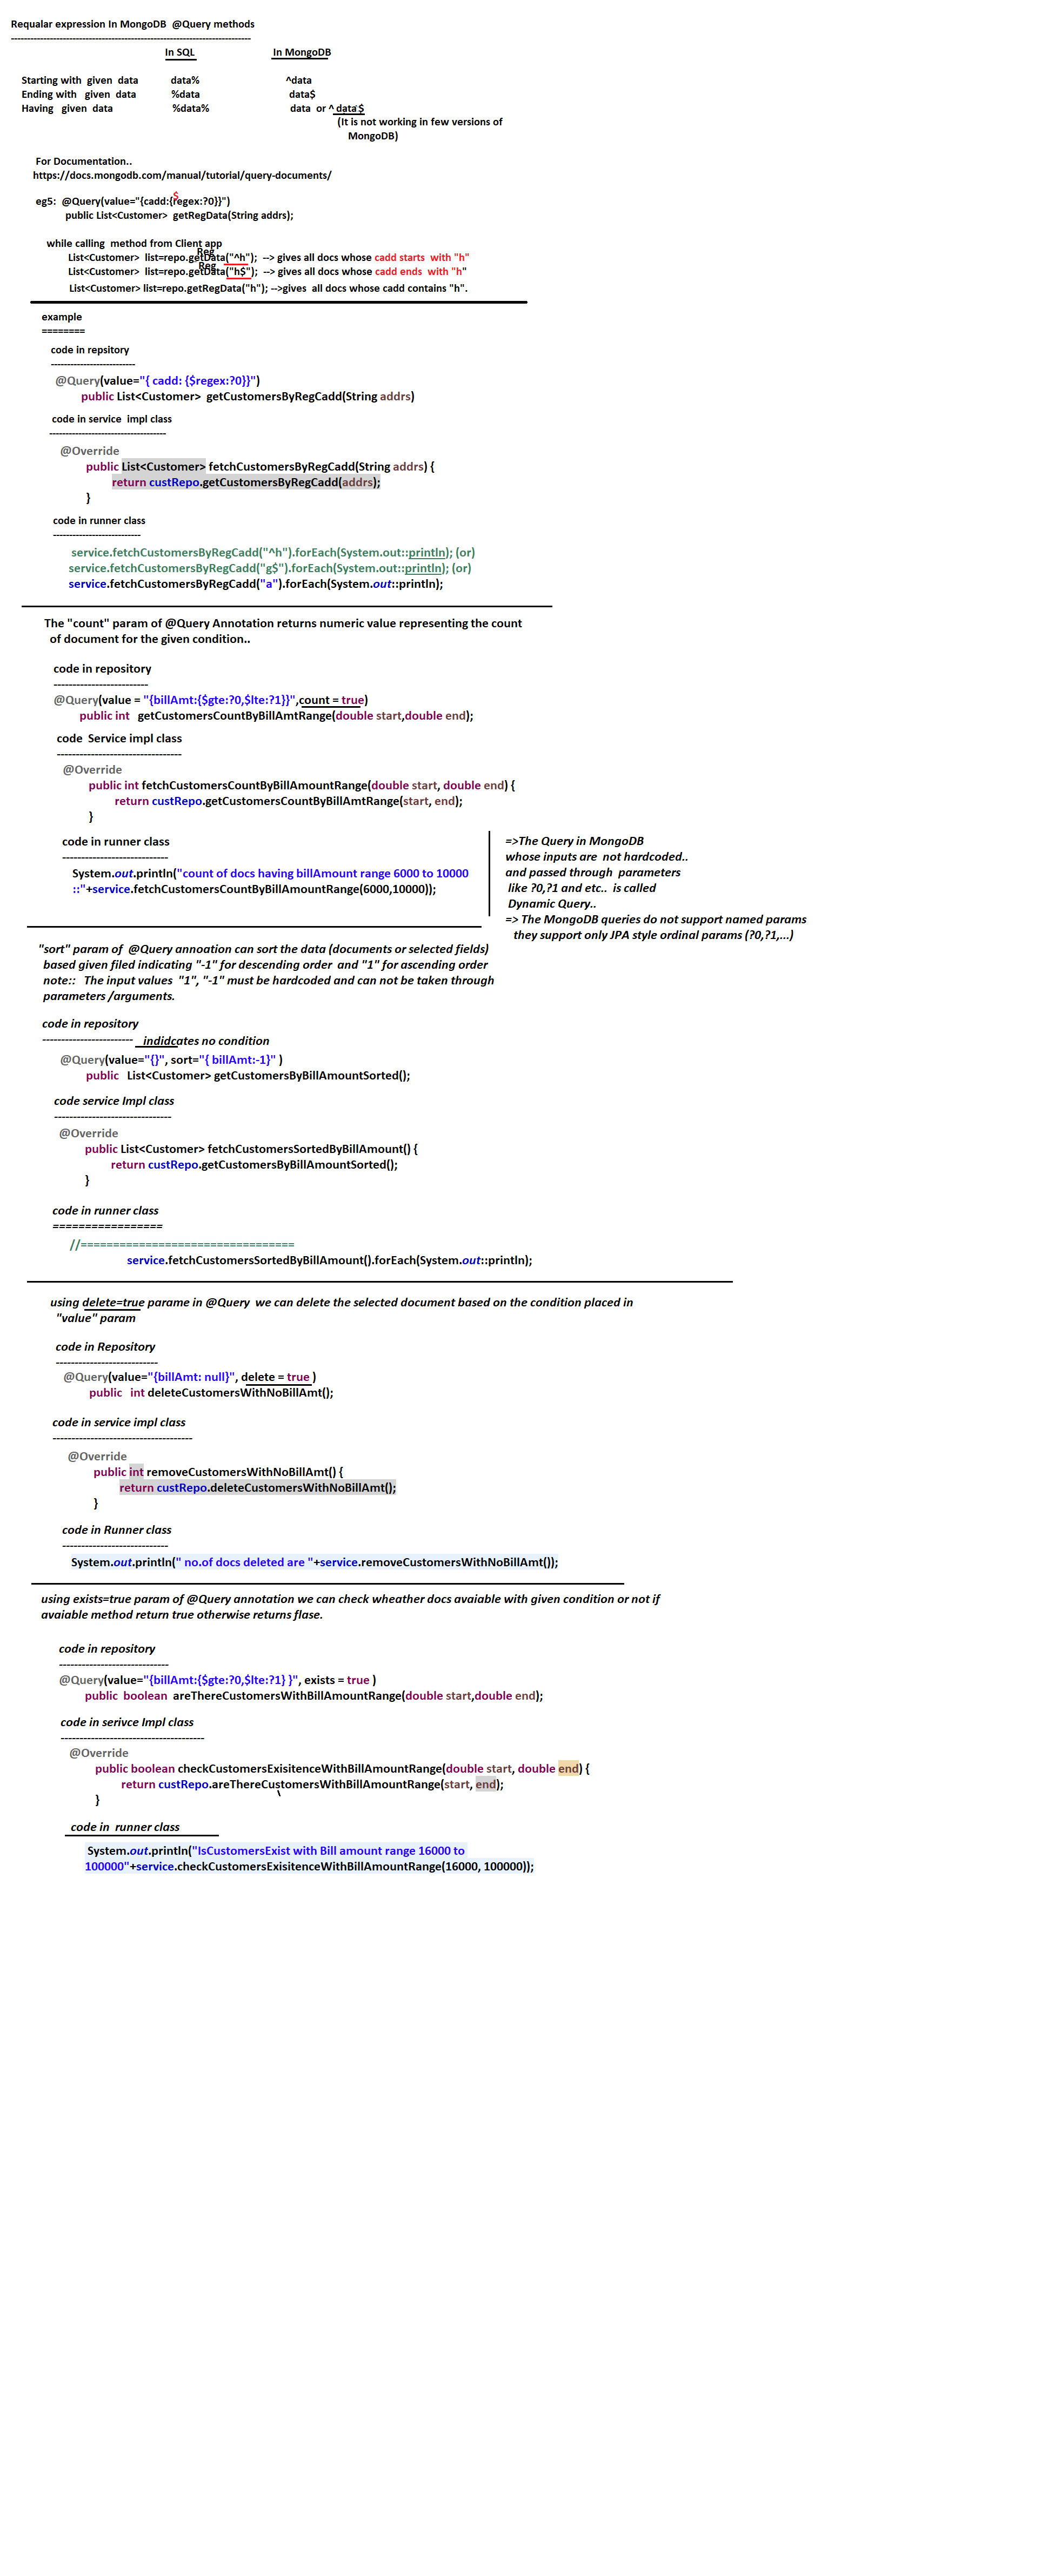 Requalar expression In MongoDB  @Query methods
--------------------------------------------------------------------------
In SQL    In MongoDB
Starting with  given  data    data%    ^data
Ending with   given  data    %data    data$
Having   given  data    %data%    data  or ^ data $
(It is not working in few versions of
MongoDB)
For Documentation..
https://docs.mongodb.com/manual/tutorial/query-documents/
$
eg5:  @Query(value="{cadd:{regex:?0}}")
public List<Customer>  getRegData(String addrs);
while calling  method from Client app
Reg
List<Customer>  list=repo.getData("^h");  --> gives all docs whose cadd starts  with "h"
Reg
List<Customer>  list=repo.getData("h$");  --> gives all docs whose cadd ends  with "h"
List<Customer> list=repo.getRegData("h"); -->gives  all docs whose cadd contains "h".
example
========
code in repsitory
--------------------------
@Query(value="{ cadd: {$regex:?0}}")
public List<Customer>  getCustomersByRegCadd(String addrs)
code in service  impl class
------------------------------------
@Override
public List<Customer> fetchCustomersByRegCadd(String addrs) {
return custRepo.getCustomersByRegCadd(addrs);
}
code in runner class
---------------------------
service.fetchCustomersByRegCadd("^h").forEach(System.out::println); (or)
service.fetchCustomersByRegCadd("g$").forEach(System.out::println); (or)
service.fetchCustomersByRegCadd("a").forEach(System.out::println);
The "count" param of @Query Annotation returns numeric value representing the count
of document for the given condition..
code in repository
-------------------------
@Query(value = "{billAmt:{$gte:?0,$lte:?1}}",count = true)
public int   getCustomersCountByBillAmtRange(double start,double end);
code  Service impl class
---------------------------------
@Override
public int fetchCustomersCountByBillAmountRange(double start, double end) {
return custRepo.getCustomersCountByBillAmtRange(start, end);
}
code in runner class
----------------------------
System.out.println("count of docs having billAmount range 6000 to 10000
::"+service.fetchCustomersCountByBillAmountRange(6000,10000));
=>The Query in MongoDB
whose inputs are  not hardcoded..
and passed through  parameters
like ?0,?1 and etc..  is called
Dynamic Query..
=> The MongoDB queries do not support named params
they support only JPA style ordinal params (?0,?1,...)
"sort" param of  @Query annoation can sort the data (documents or selected fields)
based given filed indicating "-1" for descending order  and "1" for ascending order
note::   The input values  "1", "-1" must be hardcoded and can not be taken through
parameters /arguments.
code in repository
------------------------    indidcates no condition
@Query(value="{}", sort="{ billAmt:-1}" )
public   List<Customer> getCustomersByBillAmountSorted();
code service Impl class
-------------------------------
@Override
public List<Customer> fetchCustomersSortedByBillAmount() {
return custRepo.getCustomersByBillAmountSorted();
}
code in runner class
=================
//=================================
service.fetchCustomersSortedByBillAmount().forEach(System.out::println);
using delete=true parame in @Query  we can delete the selected document based on the condition placed in
"value" param
code in Repository
---------------------------
@Query(value="{billAmt: null}", delete = true )
public   int deleteCustomersWithNoBillAmt();
code in service impl class
-------------------------------------
@Override
public int removeCustomersWithNoBillAmt() {
return custRepo.deleteCustomersWithNoBillAmt();
}
code in Runner class
----------------------------
System.out.println(" no.of docs deleted are "+service.removeCustomersWithNoBillAmt());
using exists=true param of @Query annotation we can check wheather docs avaiable with given condition or not if
avaiable method return true otherwise returns flase.
code in repository
-----------------------------
@Query(value="{billAmt:{$gte:?0,$lte:?1} }", exists = true )
public  boolean  areThereCustomersWithBillAmountRange(double start,double end);
code in serivce Impl class
--------------------------------------
@Override
public boolean checkCustomersExisitenceWithBillAmountRange(double start, double end) {
return custRepo.areThereCustomersWithBillAmountRange(start, end);
}
code in  runner class
System.out.println("IsCustomersExist with Bill amount range 16000 to
100000"+service.checkCustomersExisitenceWithBillAmountRange(16000, 100000));